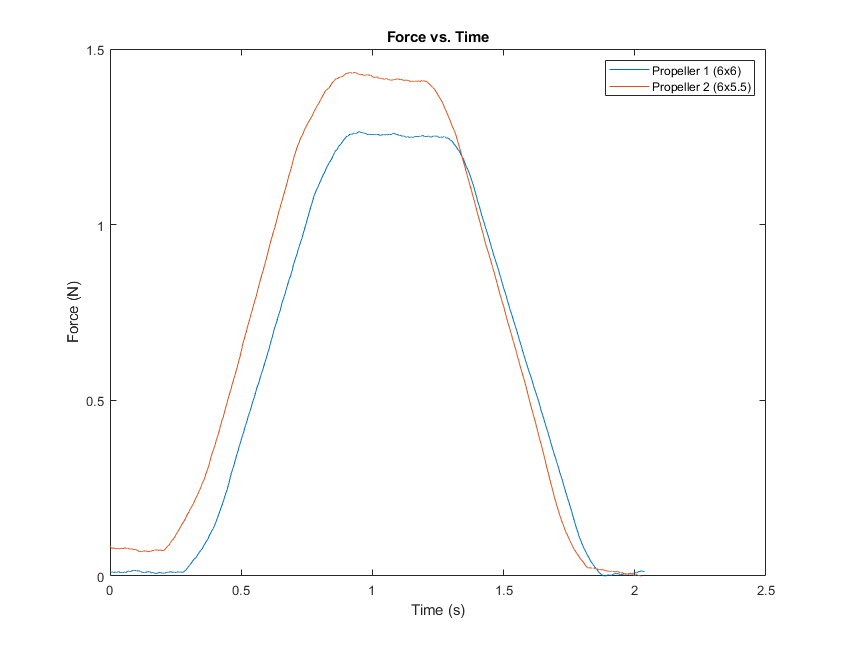 Force vs. Time
1.5
Propeller 1 (6x6)
Propeller 2 (6x5.5)
1
Force (N)
0.5
0
0 0.5 1 1.5 2 2.5
Time (s)